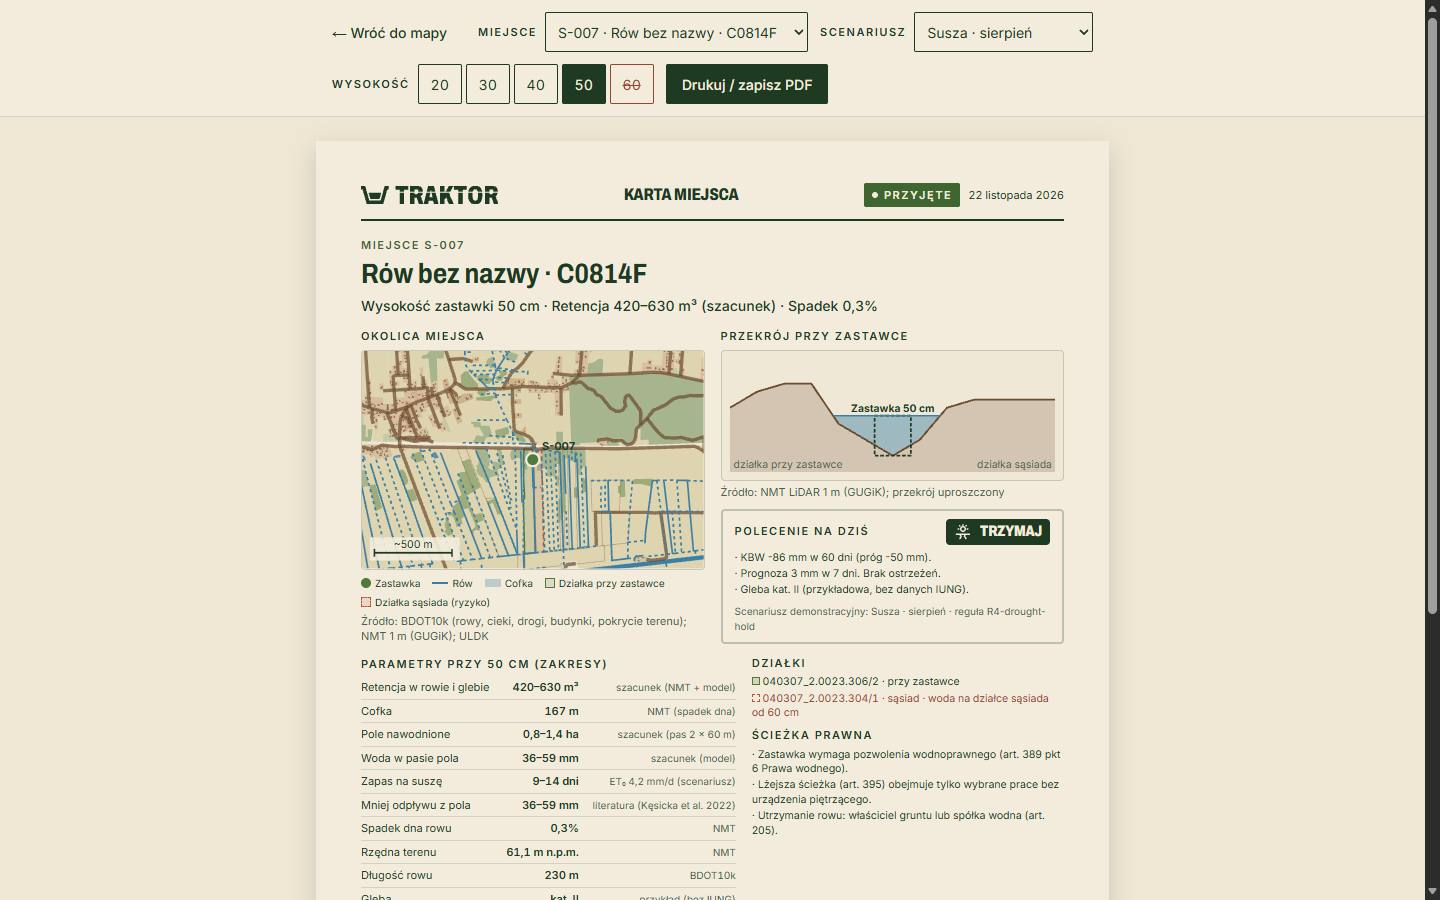 ← Wróć do mapy
MIEJSCE
S-007 · Rów bez nazwy · C0814F
SCENARIUSZ
Susza · sierpień
WYSOKOŚĆ
20
30
40
50
60
Drukuj / zapisz PDF
TRAKTOR
KARTA MIEJSCA
PRZYJĘTE
22 listopada 2026
MIEJSCE S-007
Rów bez nazwy · C0814F
Wysokość zastawki 50 cm · Retencja 420–630 m³ (szacunek) · Spadek 0,3%
OKOLICA MIEJSCA
S-007
~500 m
Zastawka
Rów
Cofka
Działka przy zastawce
Działka sąsiada (ryzyko)
Źródło: BDOT10k (rowy, cieki, drogi, budynki, pokrycie terenu);
NMT 1 m (GUGiK); ULDK
PRZEKRÓJ PRZY ZASTAWCE
Zastawka 50 cm
działka przy zastawce
działka sąsiada
Źródło: NMT LiDAR 1 m (GUGiK); przekrój uproszczony
POLECENIE NA DZIŚ
TRZYMAJ
· KBW -86 mm w 60 dni (próg -50 mm).
· Prognoza 3 mm w 7 dni. Brak ostrzeżeń.
· Gleba kat. II (przykładowa, bez danych IUNG).
Scenariusz demonstracyjny: Susza · sierpień · reguła R4-drought-
hold
PARAMETRY PRZY 50 CM (ZAKRESY)
Retencja w rowie i glebie 420–630 m³ szacunek (NMT + model)
Cofka 167 m NMT (spadek dna)
Pole nawodnione 0,8–1,4 ha szacunek (pas 2 × 60 m)
Woda w pasie pola 36–59 mm szacunek (model)
Zapas na suszę 9–14 dni ET₀ 4,2 mm/d (scenariusz)
Mniej odpływu z pola 36–59 mm literatura (Kęsicka et al. 2022)
Spadek dna rowu 0,3% NMT
Rzędna terenu 61,1 m n.p.m. NMT
Długość rowu 230 m BDOT10k
Gleba kat. II przykład (bez IUNG)
DZIAŁKI
040307_2.0023.306/2 · przy zastawce
040307_2.0023.304/1 · sąsiad · woda na działce sąsiada
od 60 cm
ŚCIEŻKA PRAWNA
· Zastawka wymaga pozwolenia wodnoprawnego (art. 389 pkt
6 Prawa wodnego).
· Lżejsza ścieżka (art. 395) obejmuje tylko wybrane prace bez
urządzenia piętrzącego.
· Utrzymanie rowu: właściciel gruntu lub spółka wodna (art.
205).